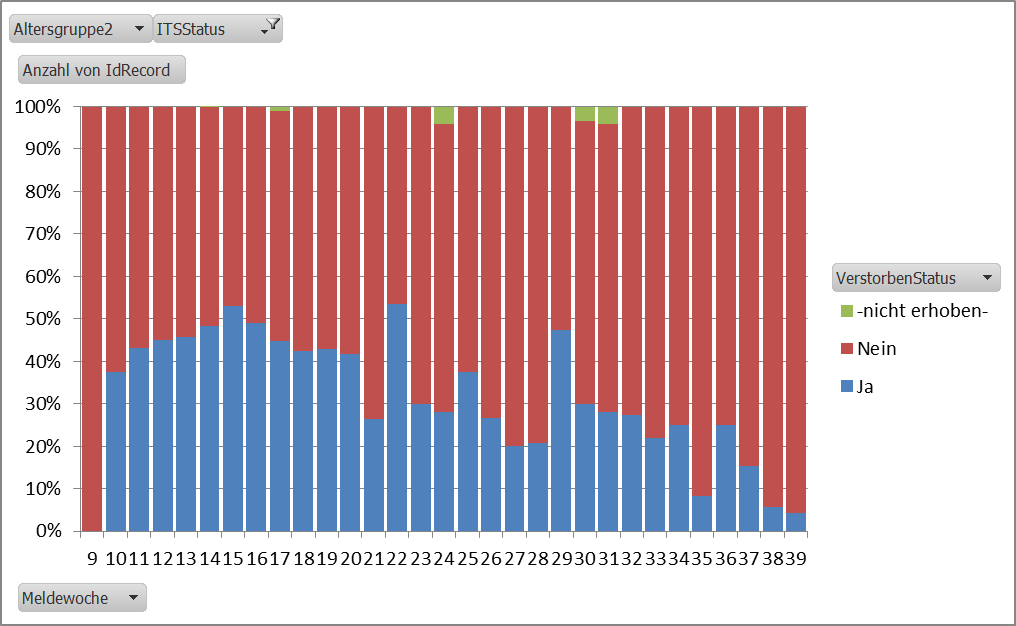 Altersgruppe2 ITSStatus
Anzahl von IdRecord
100%
90%
80%
70%
60%
50%
40%
30%
20%
10%
0%
9 10 11 12 13 14 15 16 17 18 19 20 21 22 23 24 25 26 27 28 29 30 31 32 33 34 35 36 37 38 39
Meldewoche
VerstorbenStatus
-nicht erhoben-
Nein
Ja